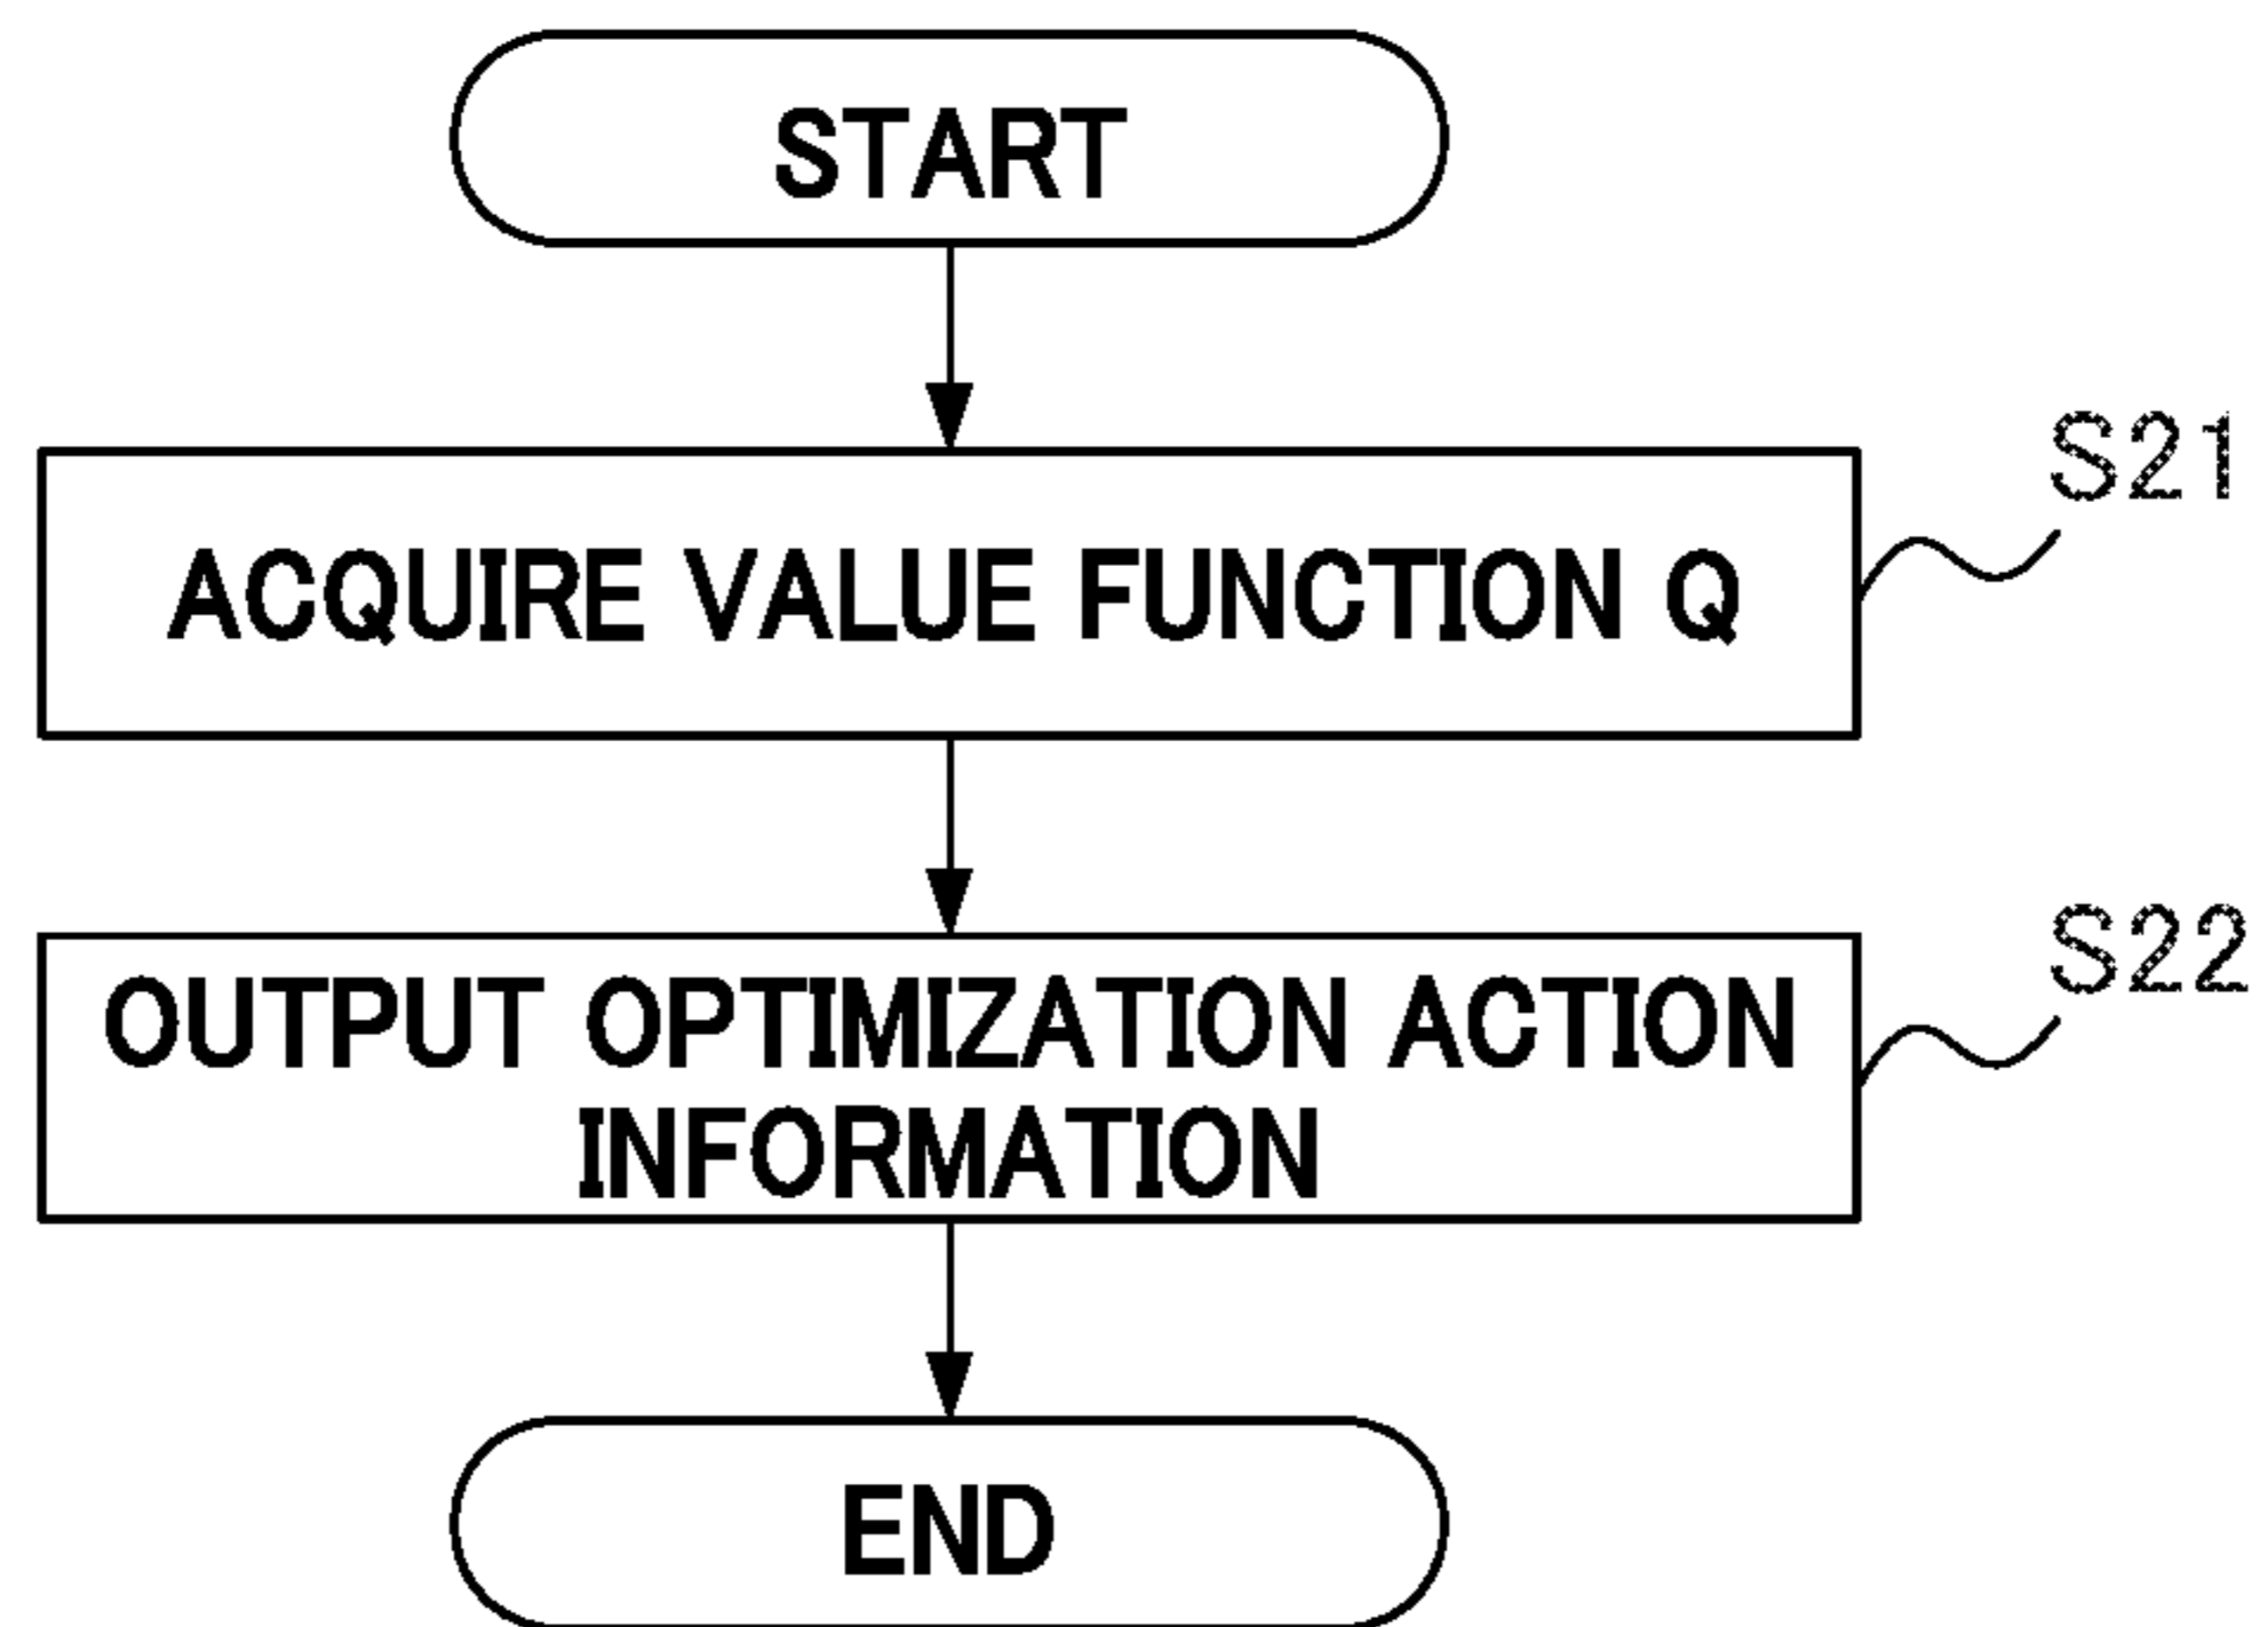 START
S21
ACQUIRE VALUE FUNCTION Q
S22
OUTPUT OPTIMIZATION ACTION
INFORMATION
END